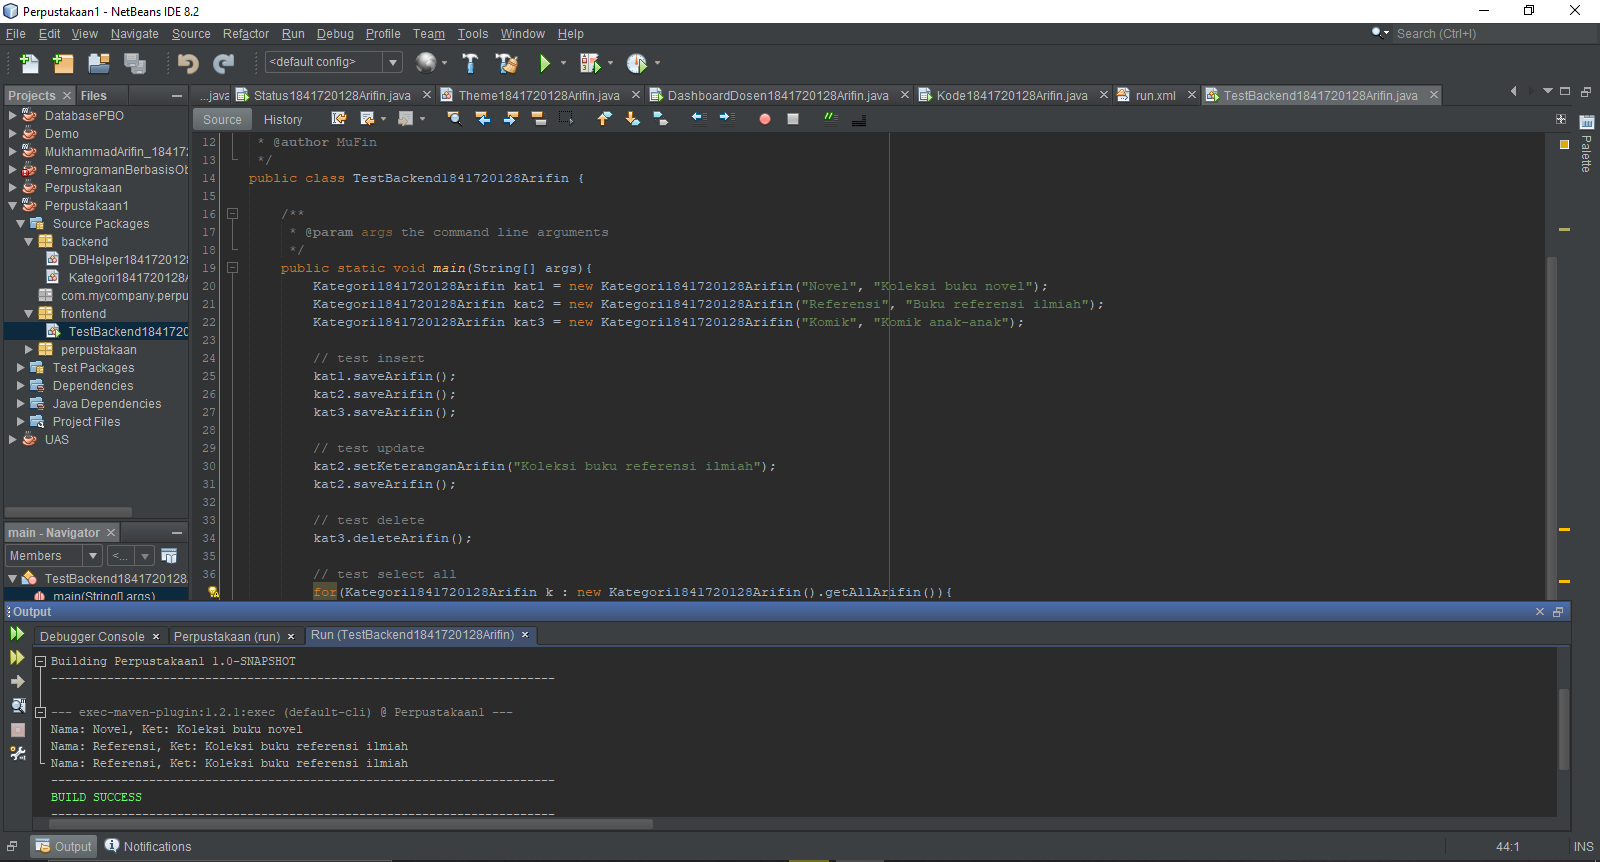 Perpustakaan1 - NetBeans IDE 8.2
File Edit View Navigate Source Refactor Run Debug Profile Team Tools Window Help
Search (Ctrl+I)
<default config>
Projects Files
...java Status1841720128Arifin.java Theme1841720128Arifin.java DashboardDosen1841720128Arifin.java Kode1841720128Arifin.java run.xml TestBackend1841720128Arifin.java
Source History
DatabasePBO
Demo
MukhammadArifin_18417
PemrogramanBerbasisOb
Perpustakaan
Perpustakaan1
Source Packages
backend
DBHelper184172012
Kategori1841720128
com.mycompany.perpu
frontend
TestBackend184172
perpustakaan
Test Packages
Dependencies
Java Dependencies
Project Files
UAS
main - Navigator
Members <...
TestBackend1841720128
main(String[] args)
12 * @author MuFin
13 */
14 public class TestBackend1841720128Arifin {
15
16 /**
17 * @param args the command line arguments
18 */
19 public static void main(String[] args){
20 Kategori1841720128Arifin kat1 = new Kategori1841720128Arifin("Novel", "Koleksi buku novel");
21 Kategori1841720128Arifin kat2 = new Kategori1841720128Arifin("Referensi", "Buku referensi ilmiah");
22 Kategori1841720128Arifin kat3 = new Kategori1841720128Arifin("Komik", "Komik anak-anak");
23
24 // test insert
25 kat1.saveArifin();
26 kat2.saveArifin();
27 kat3.saveArifin();
28
29 // test update
30 kat2.setKeteranganArifin("Koleksi buku referensi ilmiah");
31 kat2.saveArifin();
32
33 // test delete
34 kat3.deleteArifin();
35
36 // test select all
for(Kategori1841720128Arifin k : new Kategori1841720128Arifin().getAllArifin()){
Palette
Output
Debugger Console Perpustakaan (run) Run (TestBackend1841720128Arifin)
Building Perpustakaan1 1.0-SNAPSHOT
------------------------------------------------------------------------
--- exec-maven-plugin:1.2.1:exec (default-cli) @ Perpustakaan1 ---
Nama: Novel, Ket: Koleksi buku novel
Nama: Referensi, Ket: Koleksi buku referensi ilmiah
Nama: Referensi, Ket: Koleksi buku referensi ilmiah
------------------------------------------------------------------------
BUILD SUCCESS
------------------------------------------------------------------------
Output Notifications
44:1 INS